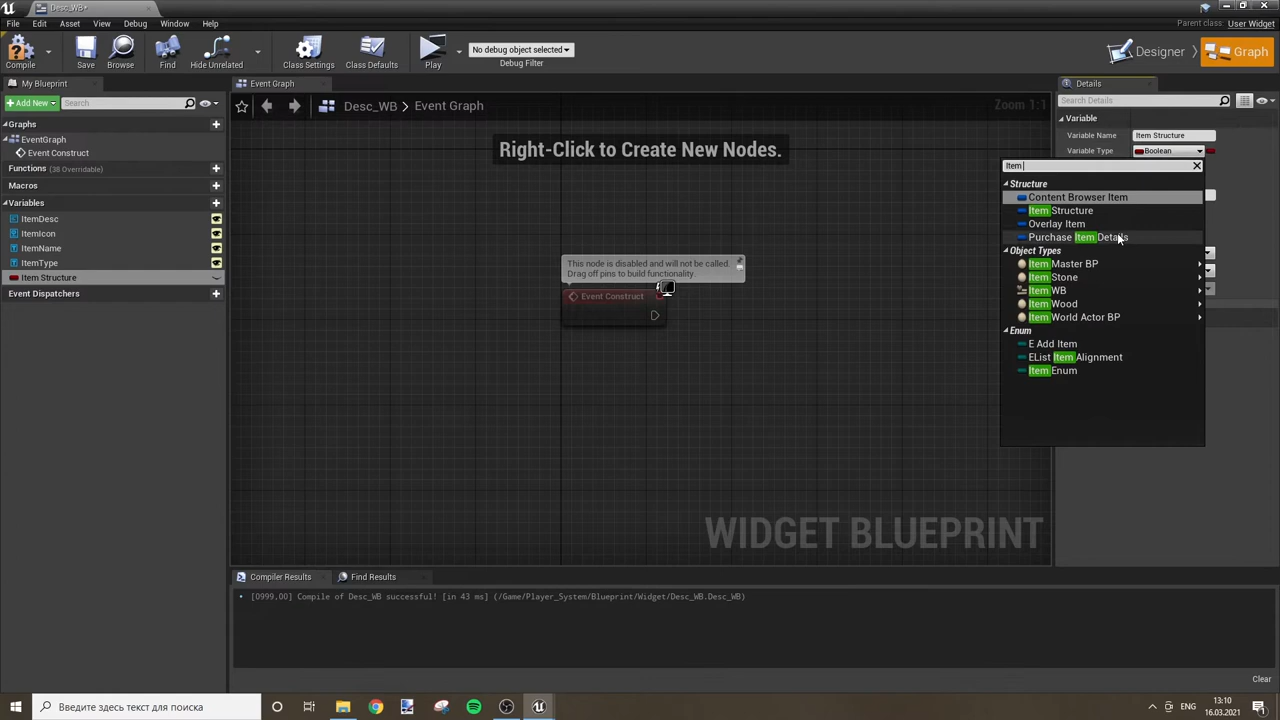 Desc_WB*
File Edit Asset View Debug Window Help
Parent class: User Widget
Compile
Save
Browse
Find
Hide Unrelated
Class Settings
Class Defaults
Play
No debug object selected
Debug Filter
Designer
Graph
My Blueprint
Add New
Search
Graphs
EventGraph
Event Construct
Functions (38 Overridable)
Macros
Variables
ItemDesc
ItemIcon
ItemName
ItemType
Item Structure
Event Dispatchers
Event Graph
Desc_WB > Event Graph
Zoom 1:1
Right-Click to Create New Nodes.
This node is disabled and will not be called.
Drag off pins to build functionality.
Event Construct
WIDGET BLUEPRINT
Details
Search Details
Variable
Variable Name Item Structure
Variable Type Boolean
Item
Structure
Content Browser Item
Item Structure
Overlay Item
Purchase Item Details
Object Types
Item Master BP
Item Stone
Item WB
Item Wood
Item World Actor BP
Enum
E Add Item
EList Item Alignment
Item Enum
Compiler Results
Find Results
[0999,00] Compile of Desc_WB successful! [in 43 ms] (/Game/Player_System/Blueprint/Widget/Desc_WB.Desc_WB)
Clear
Введите здесь текст для поиска
ENG
13:10
16.03.2021